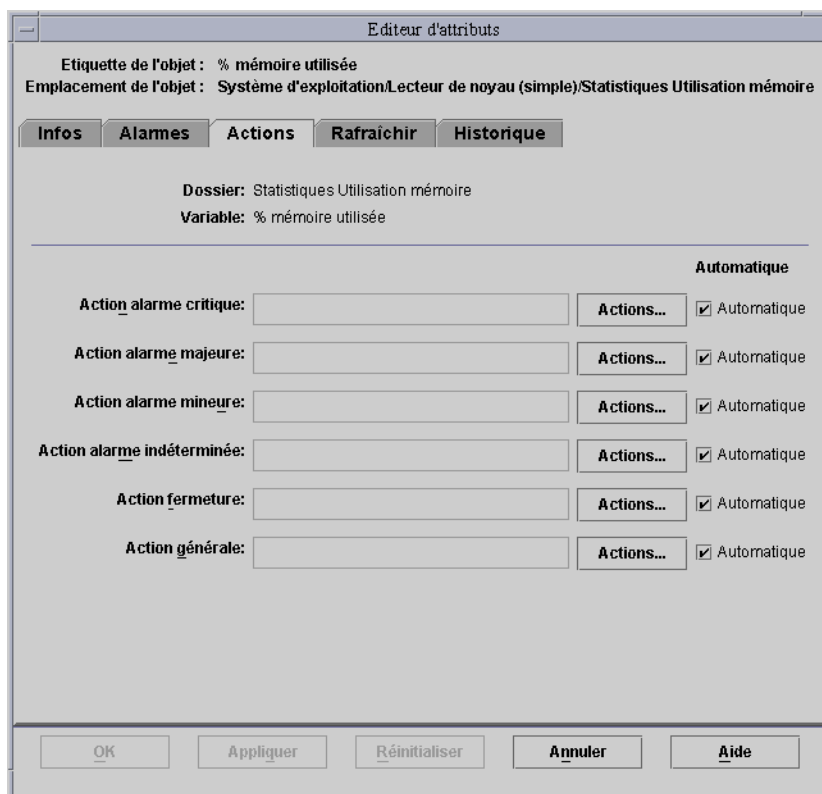 Editeur d'attributs
Etiquette de l'objet : % mémoire utilisée
Emplacement de l'objet : Système d'exploitation/Lecteur de noyau (simple)/Statistiques Utilisation mémoire
Infos Alarmes Actions Rafraîchir Historique
Dossier: Statistiques Utilisation mémoire
Variable: % mémoire utilisée
Automatique
Action alarme critique: Actions... Automatique
Action alarme majeure: Actions... Automatique
Action alarme mineure: Actions... Automatique
Action alarme indéterminée: Actions... Automatique
Action fermeture: Actions... Automatique
Action générale: Actions... Automatique
OK Appliquer Réinitialiser Annuler Aide